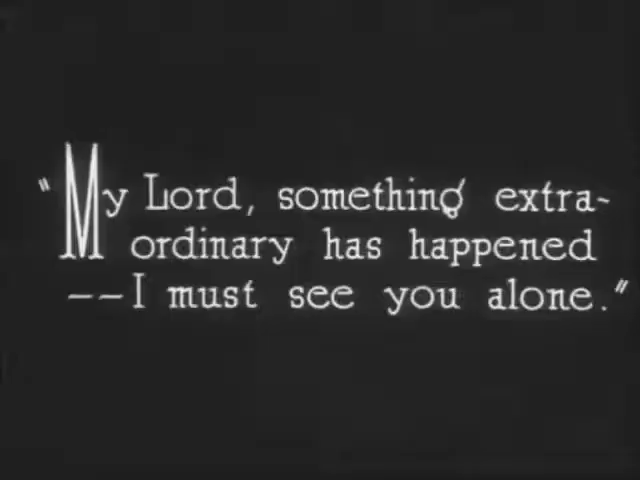 "My Lord, something extra-
ordinary has happened
--I must see you alone."